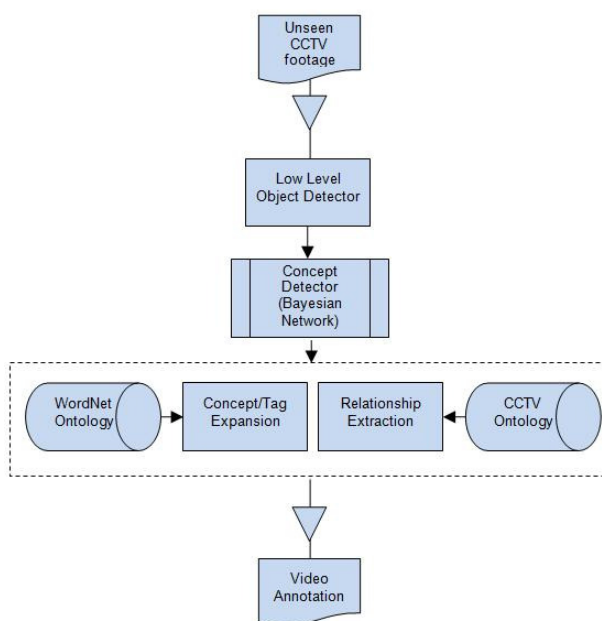 Unseen
CCTV
footage
Low Level
Object Detector
Concept
Detector
(Bayesian
Network)
WordNet
Ontology
Concept/Tag
Expansion
Relationship
Extraction
CCTV
Ontology
Video
Annotation